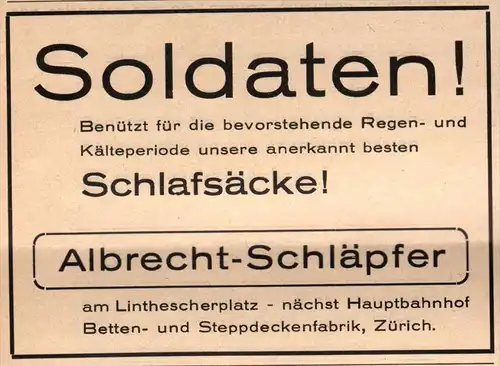 Soldaten!
Benützt für die bevorstehende Regen- und
Kälteperiode unsere anerkannt besten
Schlafsäcke!
Albrecht-Schläpfer
am Linthescherplatz - nächst Hauptbahnhof
Betten- und Steppdeckenfabrik, Zürich.